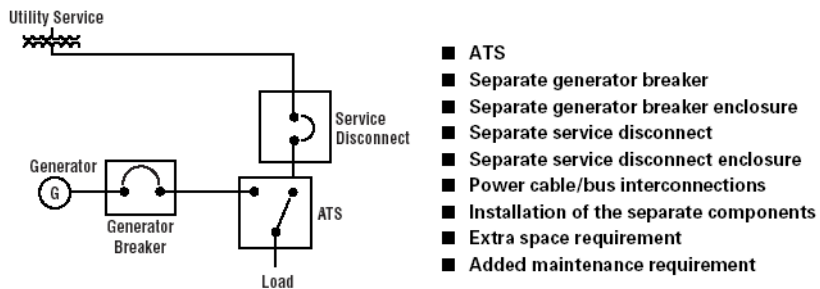 Utility Service
Service
Disconnect
Generator
G
Generator
Breaker
ATS
Load
■ ATS
■ Separate generator breaker
■ Separate generator breaker enclosure
■ Separate service disconnect
■ Separate service disconnect enclosure
■ Power cable/bus interconnections
■ Installation of the separate components
■ Extra space requirement
■ Added maintenance requirement